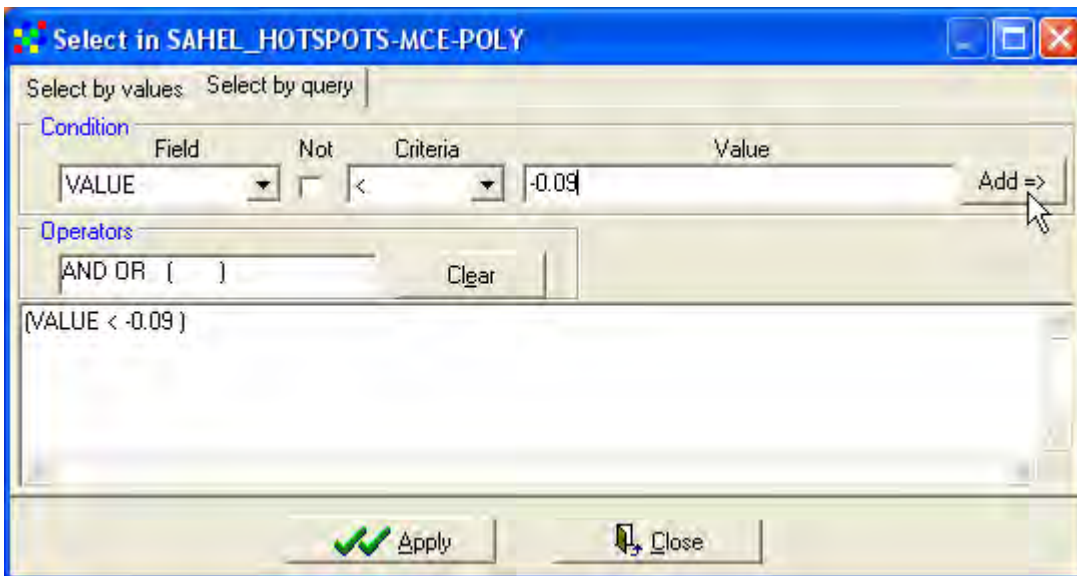 Select in SAHEL_HOTSPOTS-MCE-POLY
Select by values Select by query
Condition
Field Not Criteria Value
VALUE < -0.09 Add =>
Operators
AND OR ( ) Clear
(VALUE < -0.09 )
Apply Close